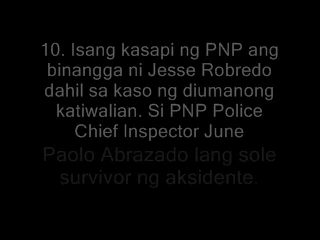 10. Isang kasapi ng PNP ang
binangga ni Jesse Robredo
dahil sa kaso ng diumanong
katiwalian. Si PNP Police
Chief Inspector June
Paolo Abrazado lang sole
survivor ng aksidente.